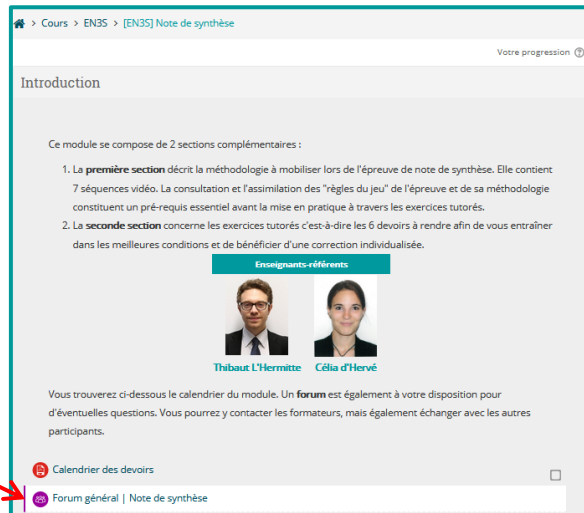 > Cours > EN3S > [EN3S] Note de synthèse
Votre progression
Introduction
Ce module se compose de 2 sections complémentaires :
1. La première section décrit la méthodologie à mobiliser lors de l'épreuve de note de synthèse. Elle contient
7 séquences vidéo. La consultation et l'assimilation des "règles du jeu" de l'épreuve et de sa méthodologie
constituent un pré-requis essentiel avant la mise en pratique à travers les exercices tutorés.
2. La seconde section concerne les exercices tutorés c'est-à-dire les 6 devoirs à rendre afin de vous entraîner
dans les meilleures conditions et de bénéficier d'une correction individualisée.
Enseignants-référents
Thibaut L'Hermitte Célia d'Hervé
Vous trouverez ci-dessous le calendrier du module. Un forum est également à votre disposition pour
d'éventuelles questions. Vous pourrez y contacter les formateurs, mais également échanger avec les autres
participants.
Calendrier des devoirs
Forum général | Note de synthèse